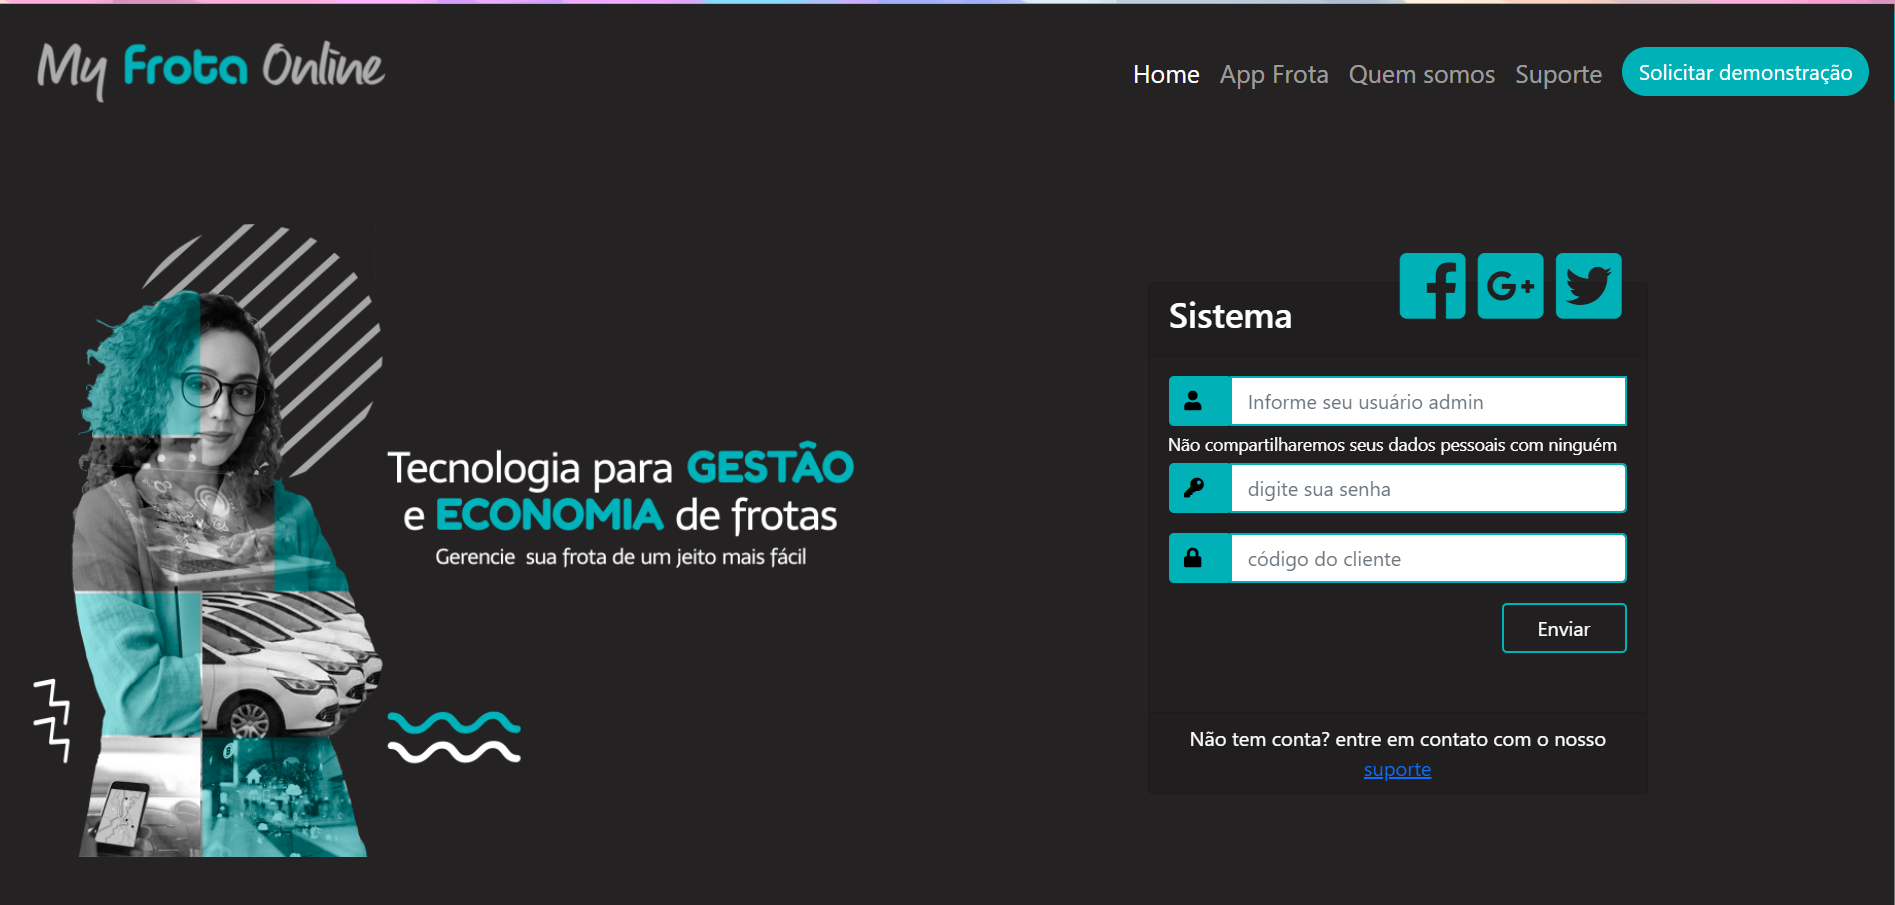 My Frota Online
Home App Frota Quem somos Suporte Solicitar demonstração
Tecnologia para GESTÃO
e ECONOMIA de frotas
Gerencie sua frota de um jeito mais fácil
Sistema
Informe seu usuário admin
Não compartilharemos seus dados pessoais com ninguém
digite sua senha
código do cliente
Enviar
Não tem conta? entre em contato com o nosso
suporte